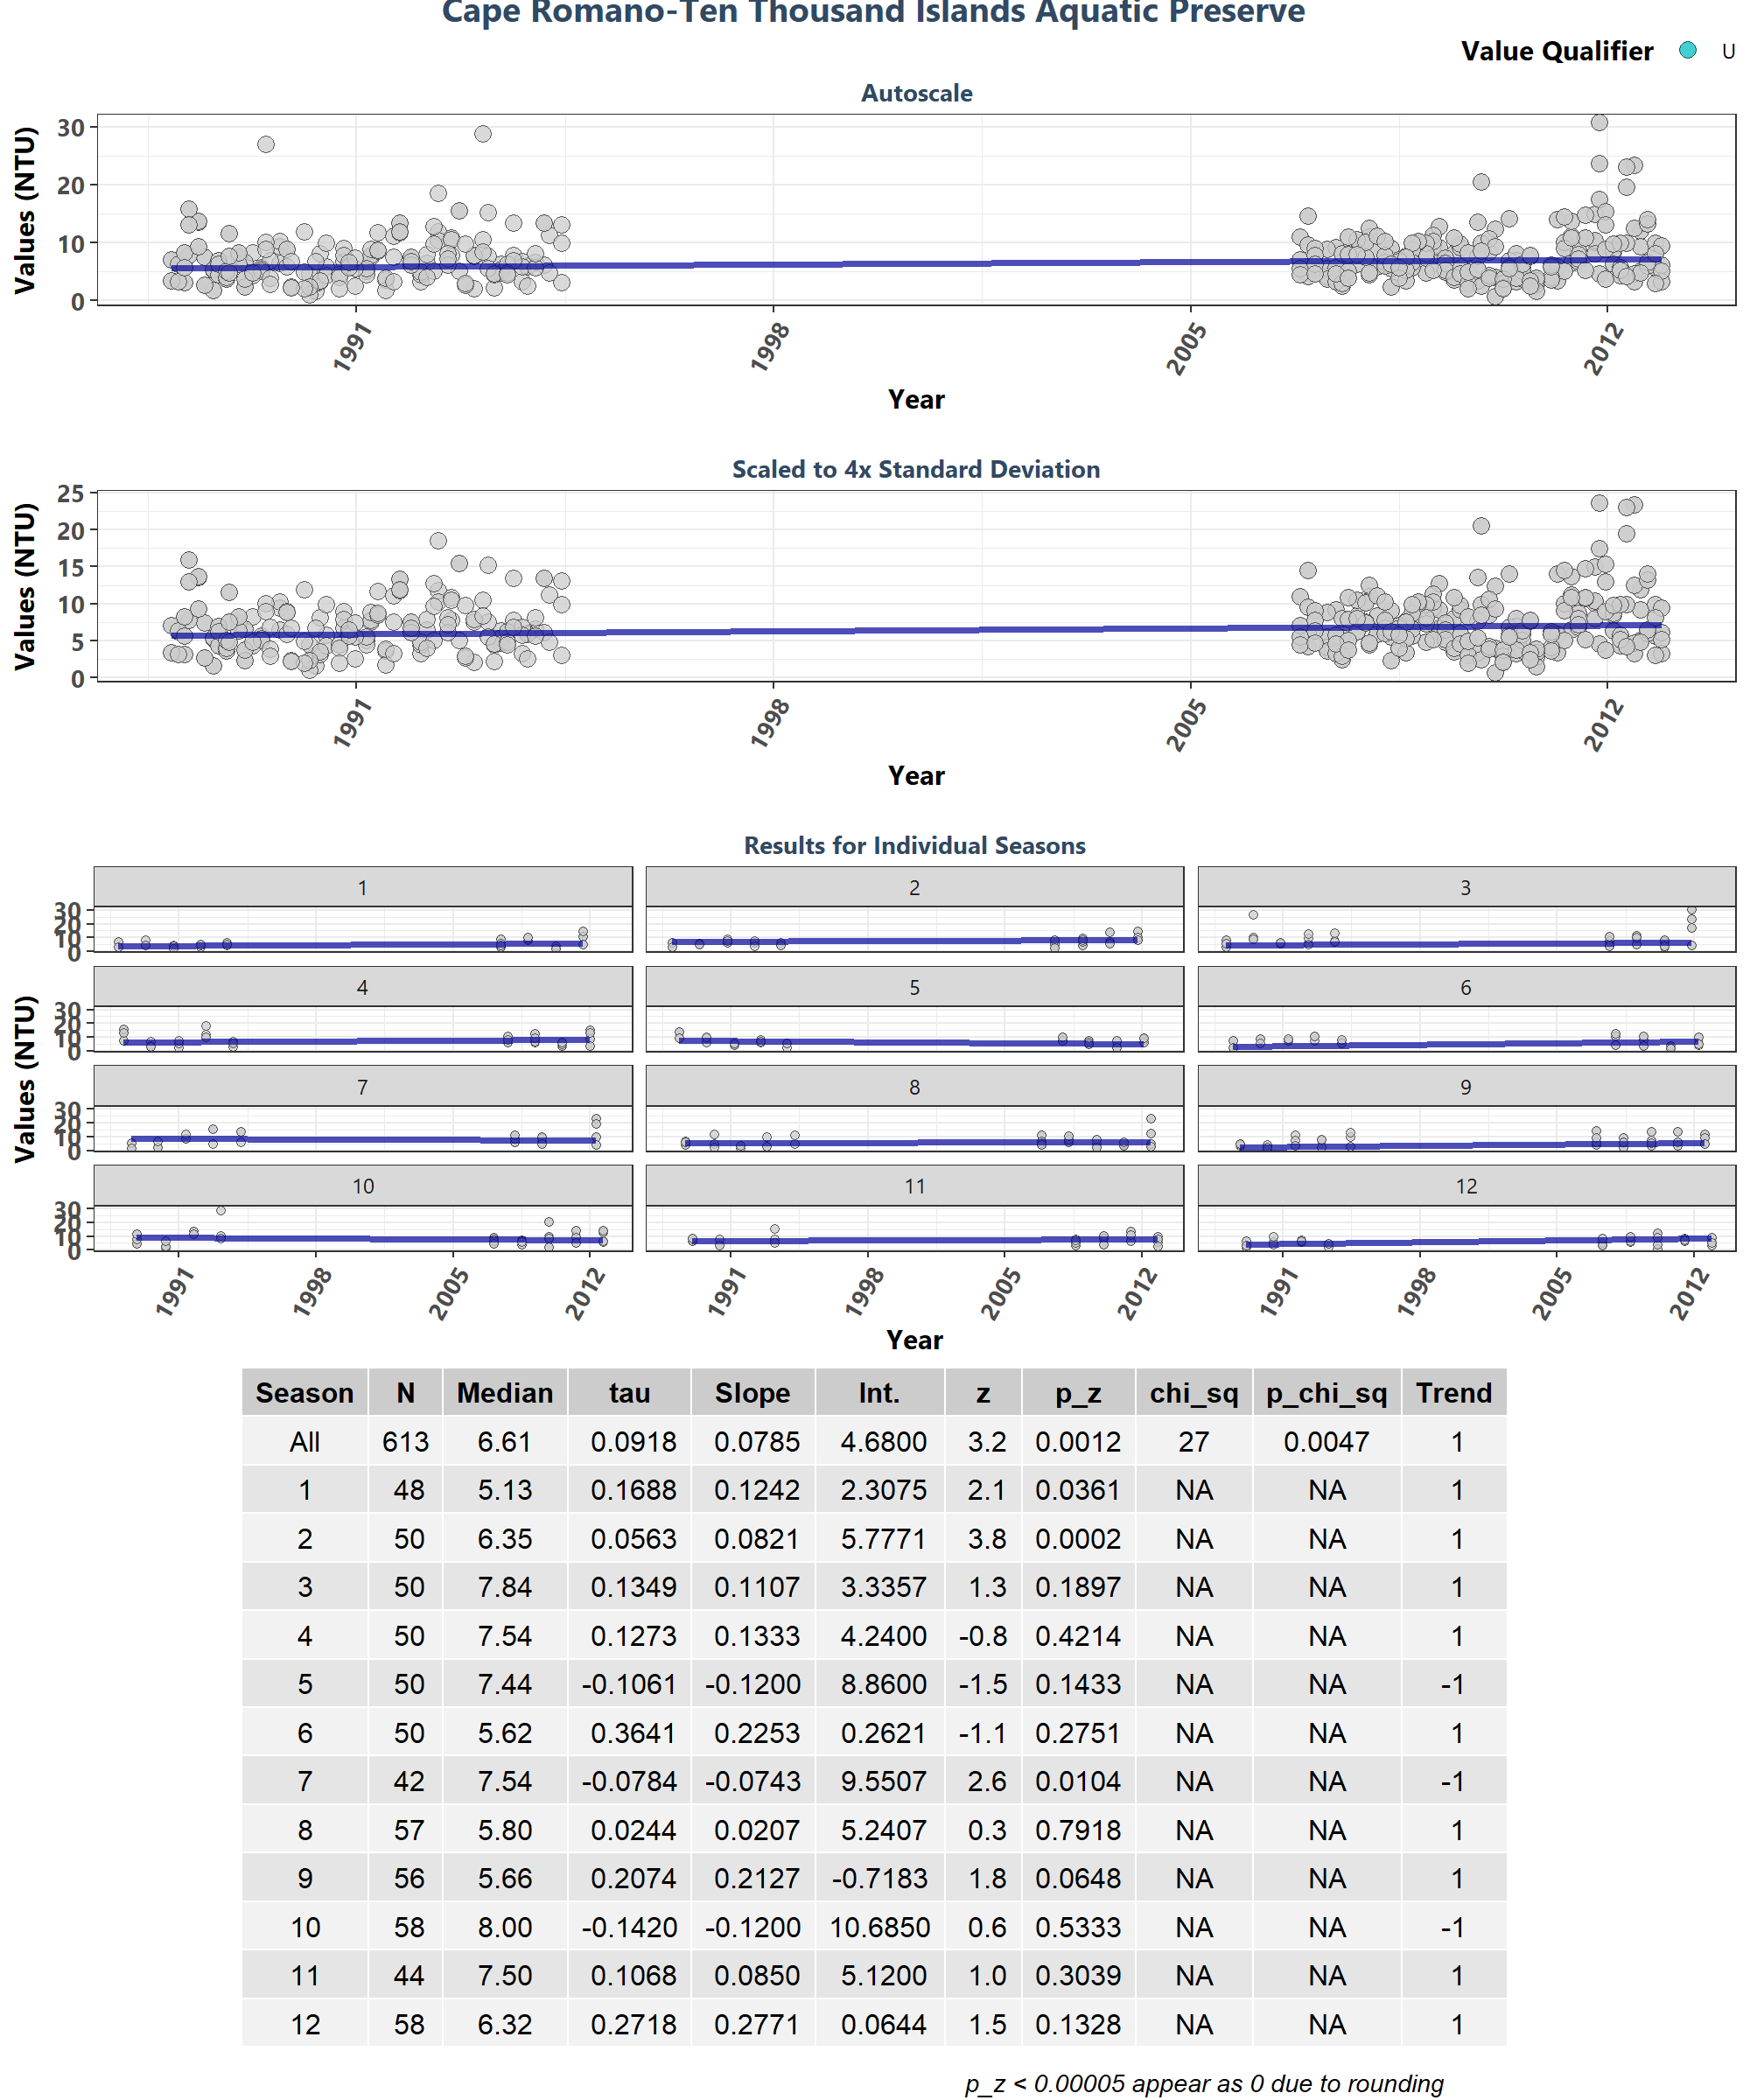 Cape Romano-Ten Thousand Islands Aquatic Preserve
Value Qualifier U
Autoscale
Values (NTU)
30
20
10
0
1991 1998 2005 2012
Year
Scaled to 4x Standard Deviation
Values (NTU)
25
20
15
10
5
0
1991 1998 2005 2012
Year
Results for Individual Seasons
Values (NTU)
1 2 3
30
20
10
0
4 5 6
30
20
10
0
7 8 9
30
20
10
0
10 11 12
30
20
10
0
1991 1998 2005 2012 1991 1998 2005 2012 1991 1998 2005 2012
Year
Season N Median tau Slope Int. z p_z chi_sq p_chi_sq Trend
All 613 6.61 0.0918 0.0785 4.6800 3.2 0.0012 27 0.0047 1
1 48 5.13 0.1688 0.1242 2.3075 2.1 0.0361 NA NA 1
2 50 6.35 0.0563 0.0821 5.7771 3.8 0.0002 NA NA 1
3 50 7.84 0.1349 0.1107 3.3357 1.3 0.1897 NA NA 1
4 50 7.54 0.1273 0.1333 4.2400 -0.8 0.4214 NA NA 1
5 50 7.44 -0.1061 -0.1200 8.8600 -1.5 0.1433 NA NA -1
6 50 5.62 0.3641 0.2253 0.2621 -1.1 0.2751 NA NA 1
7 42 7.54 -0.0784 -0.0743 9.5507 2.6 0.0104 NA NA -1
8 57 5.80 0.0244 0.0207 5.2407 0.3 0.7918 NA NA 1
9 56 5.66 0.2074 0.2127 -0.7183 1.8 0.0648 NA NA 1
10 58 8.00 -0.1420 -0.1200 10.6850 0.6 0.5333 NA NA -1
11 44 7.50 0.1068 0.0850 5.1200 1.0 0.3039 NA NA 1
12 58 6.32 0.2718 0.2771 0.0644 1.5 0.1328 NA NA 1
p_z < 0.00005 appear as 0 due to rounding